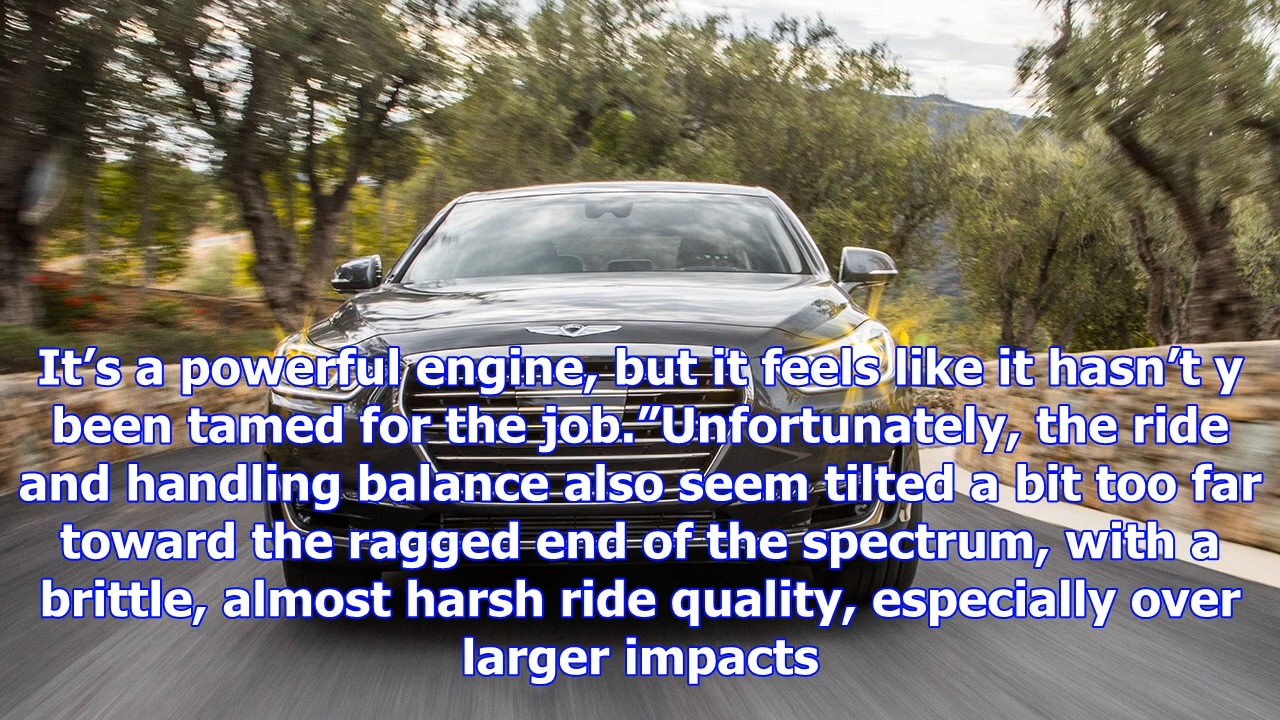 It’s a powerful engine, but it feels like it hasn’t y
been tamed for the job.”Unfortunately, the ride
and handling balance also seem tilted a bit too far
toward the ragged end of the spectrum, with a
brittle, almost harsh ride quality, especially over
larger impacts